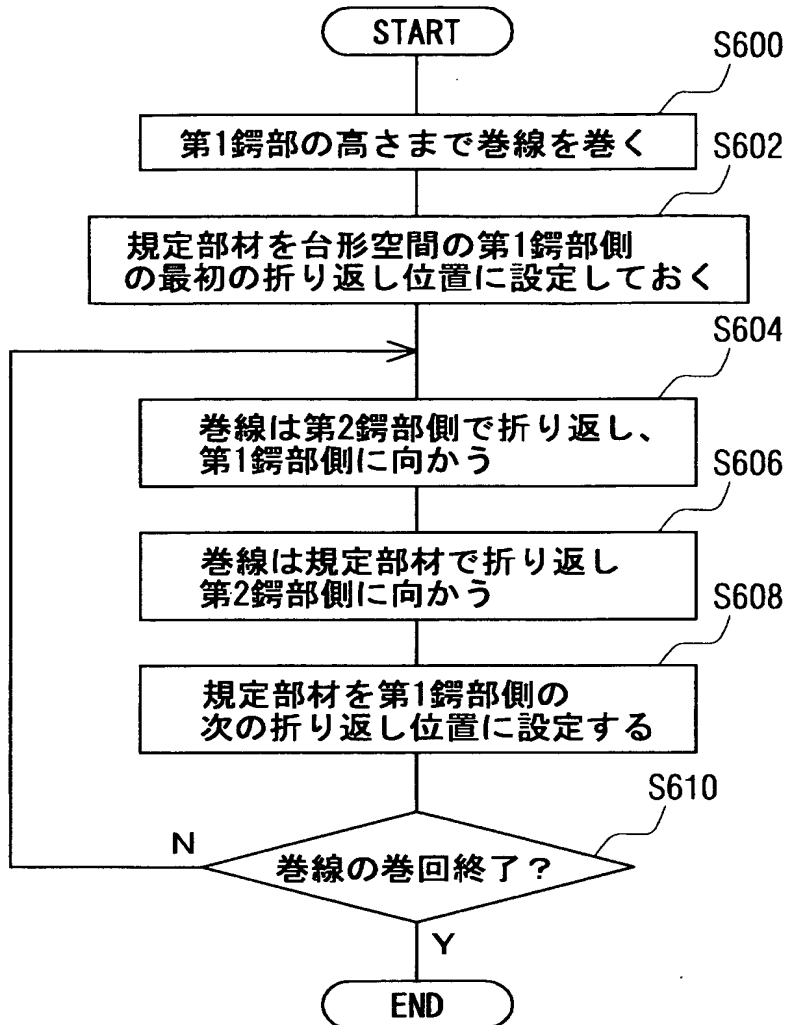 START
S600
第1鍔部の高さまで巻線を巻く
S602
規定部材を台形空間の第1鍔部側
の最初の折り返し位置に設定しておく
S604
巻線は第2鍔部側で折り返し、
第1鍔部側に向かう
S606
巻線は規定部材で折り返し
第2鍔部側に向かう
S608
規定部材を第1鍔部側の
次の折り返し位置に設定する
S610
N
巻線の巻回終了?
Y
END